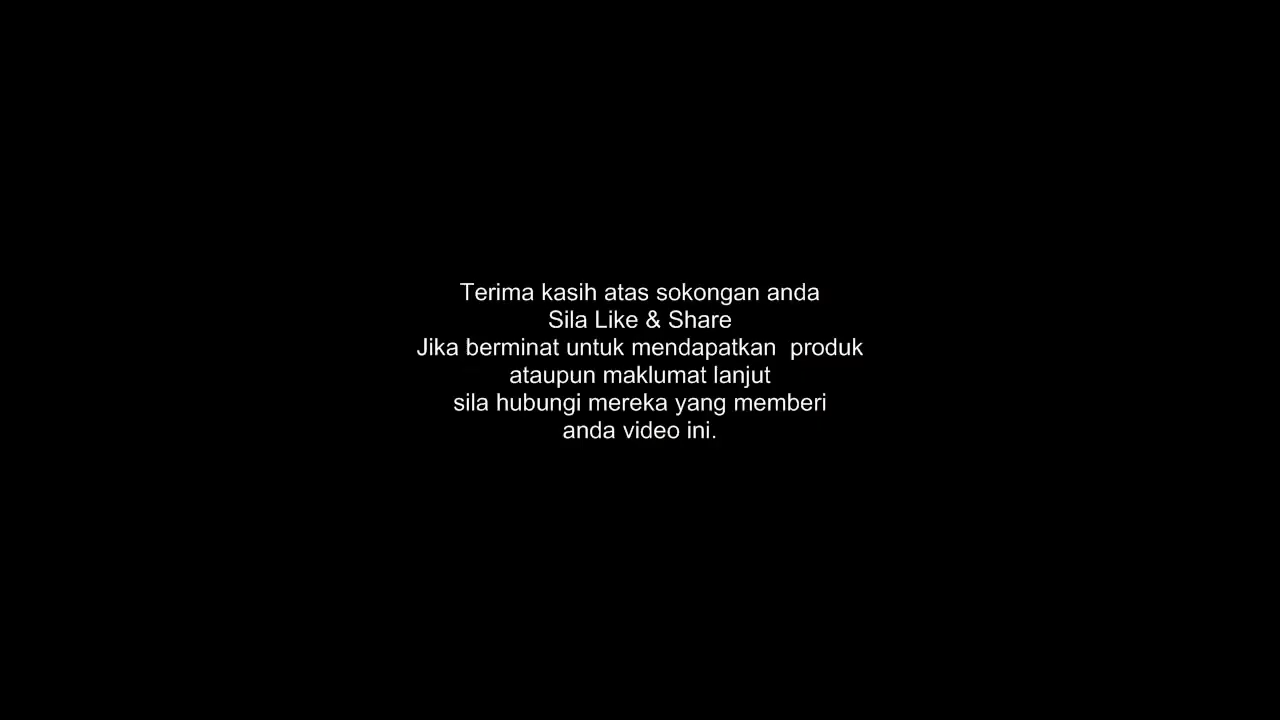 Terima kasih atas sokongan anda
Sila Like & Share
Jika berminat untuk mendapatkan  produk
ataupun maklumat lanjut
sila hubungi mereka yang memberi
anda video ini.